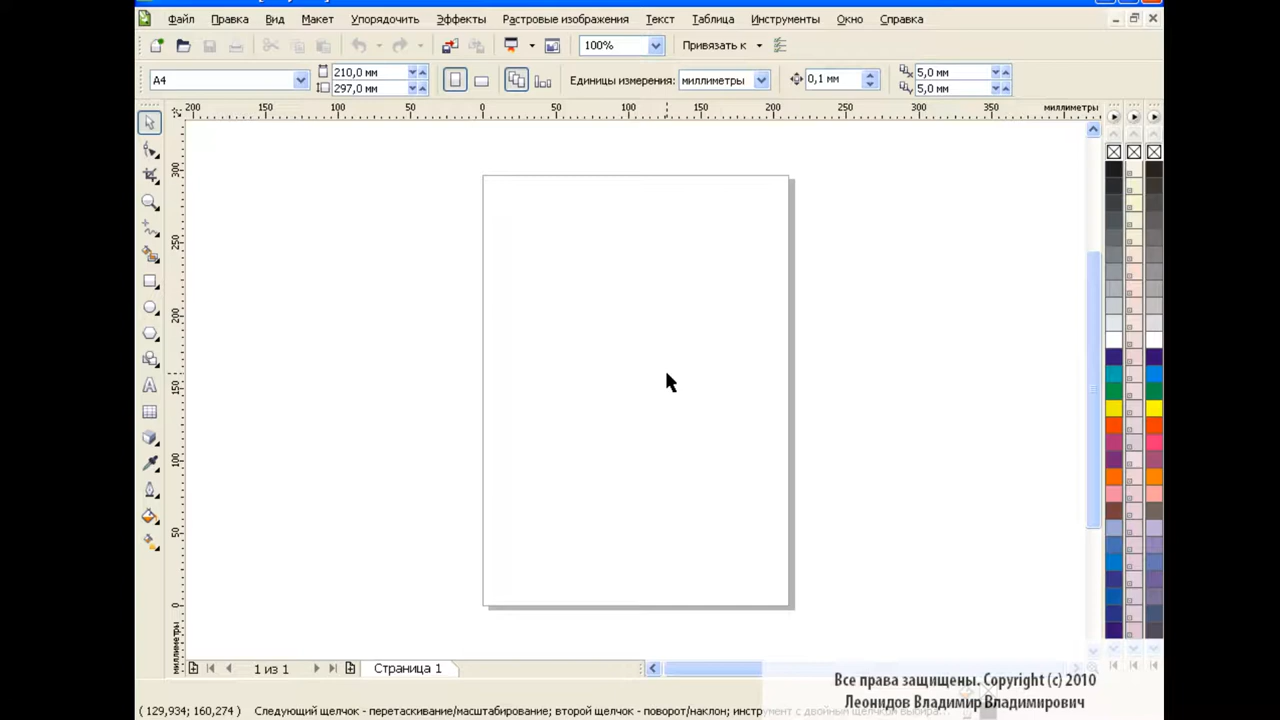 Файл Правка Вид Макет Упорядочить Эффекты Растровые изображения Текст Таблица Инструменты Окно Справка
100% Привязать к
A4 210,0 мм 297,0 мм Единицы измерения: миллиметры 0,1 мм 5,0 мм 5,0 мм
200 150 100 50 0 50 100 150 200 250 300 350 миллиметры
300
250
200
150
100
50
0
миллиметры
1 из 1 Страница 1
Все права защищены. Copyright (c) 2010
Леонидов Владимир Владимирович
( 129,934; 160,274 ) Следующий щелчок - перетаскивание/масштабирование; второй щелчок - поворот/наклон; инструмент с двойным щелчком